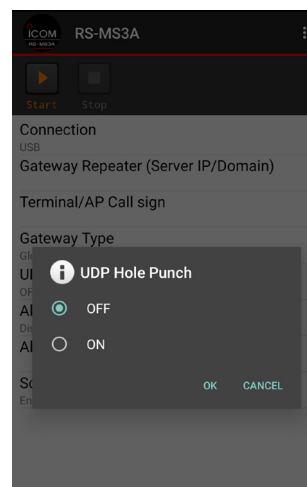 ICOM
RS-MS3A
RS-MS3A
Start
Stop
Connection
USB
Gateway Repeater (Server IP/Domain)
Terminal/AP Call sign
Gateway Type
UDP Hole Punch
OFF
ON
OK
CANCEL